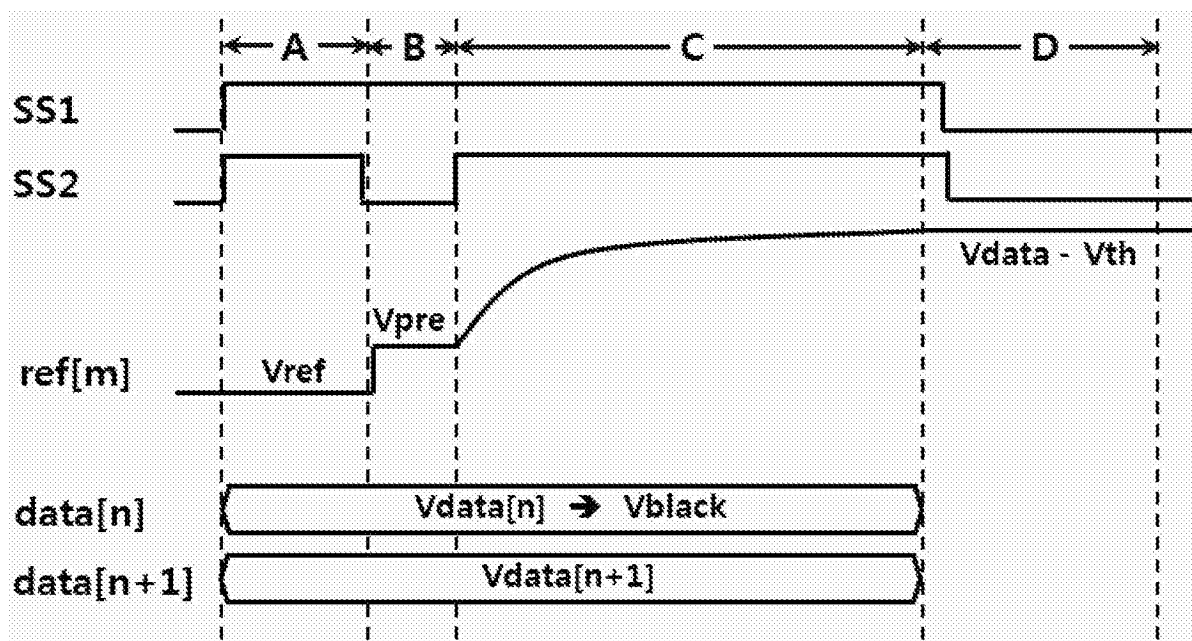 A B C D
SS1
SS2
Vdata - Vth
Vpre
ref[m] Vref
data[n] Vdata[n] ➔ Vblack
data[n+1] Vdata[n+1]